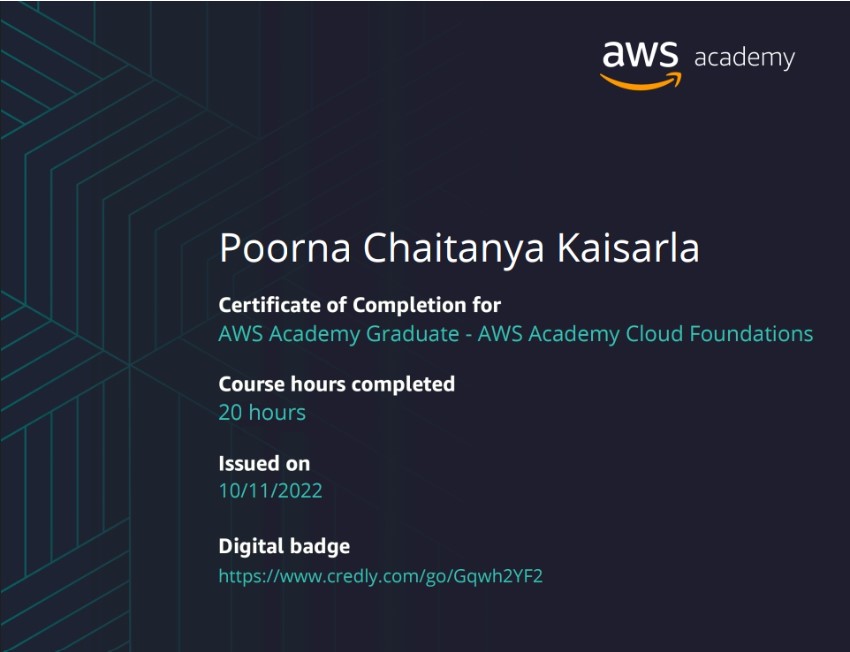 aws academy
Poorna Chaitanya Kaisarla
Certificate of Completion for
AWS Academy Graduate - AWS Academy Cloud Foundations
Course hours completed
20 hours
Issued on
10/11/2022
Digital badge
https://www.credly.com/go/Gqwh2YF2